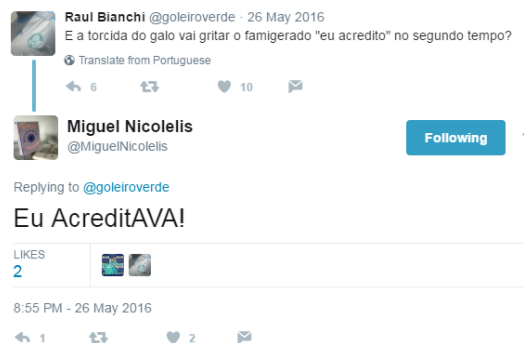 Raul Bianchi @goleiroverde · 26 May 2016
E a torcida do galo vai gritar o famigerado "eu acredito" no segundo tempo?
Translate from Portuguese
6 10
Miguel Nicolelis
@MiguelNicolelis
Following
Replying to @goleiroverde
Eu AcreditAVA!
LIKES
2
8:55 PM - 26 May 2016
1 2